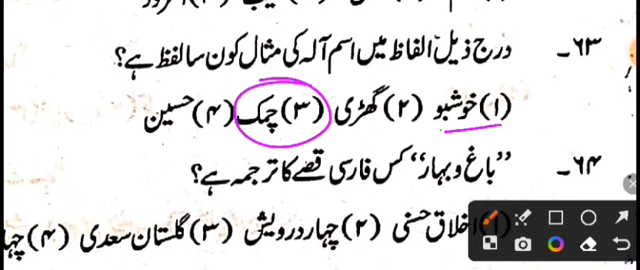 ۶۳۔ درج ذیل الفاظ میں اسم آلہ کی مثال کون سا لفظ ہے؟
(۱) خوشبو (۲) گھڑی (۳) چمک (۴) حسین
۶۴۔ ”باغ و بہار“ کس فارسی قصے کا ترجمہ ہے؟
(۱) اخلاق حسنی (۲) چہار درویش (۳) گلستان سعدی (۴)